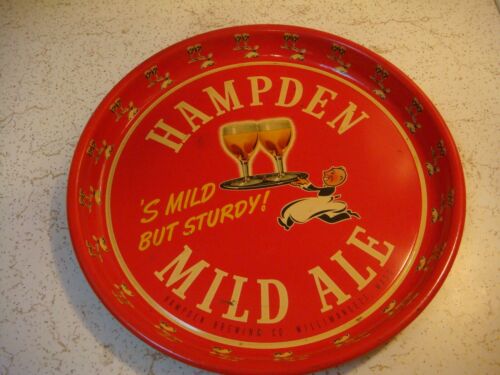 HAMPDEN
'S MILD
BUT STURDY!
MILD ALE
HAMPDEN BREWING CO. WILLIMANSETT, MASS.